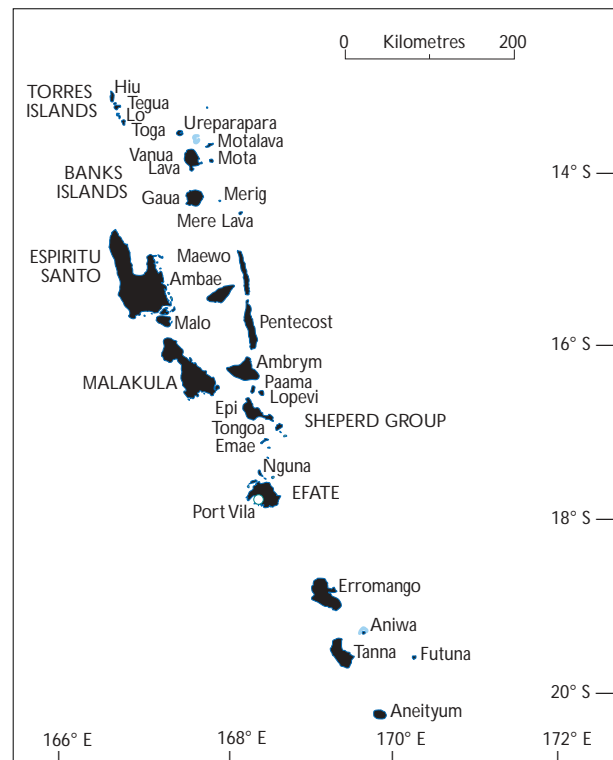 0 Kilometres 200
TORRES
ISLANDS
Hiu
Tegua
Lo
Toga
Ureparapara
Motalava
Vanua
Lava
Mota
BANKS
ISLANDS
14° S
Gaua
Merig
Mere Lava
ESPIRITU
SANTO
Maewo
Ambae
Malo
Pentecost
16° S
MALAKULA
Ambrym
Paama
Lopevi
Epi
SHEPERD GROUP
Tongoa
Emae
Nguna
EFATE
Port Vila
18° S
Erromango
Aniwa
Tanna
Futuna
20° S
Aneityum
166° E 168° E 170° E 172° E